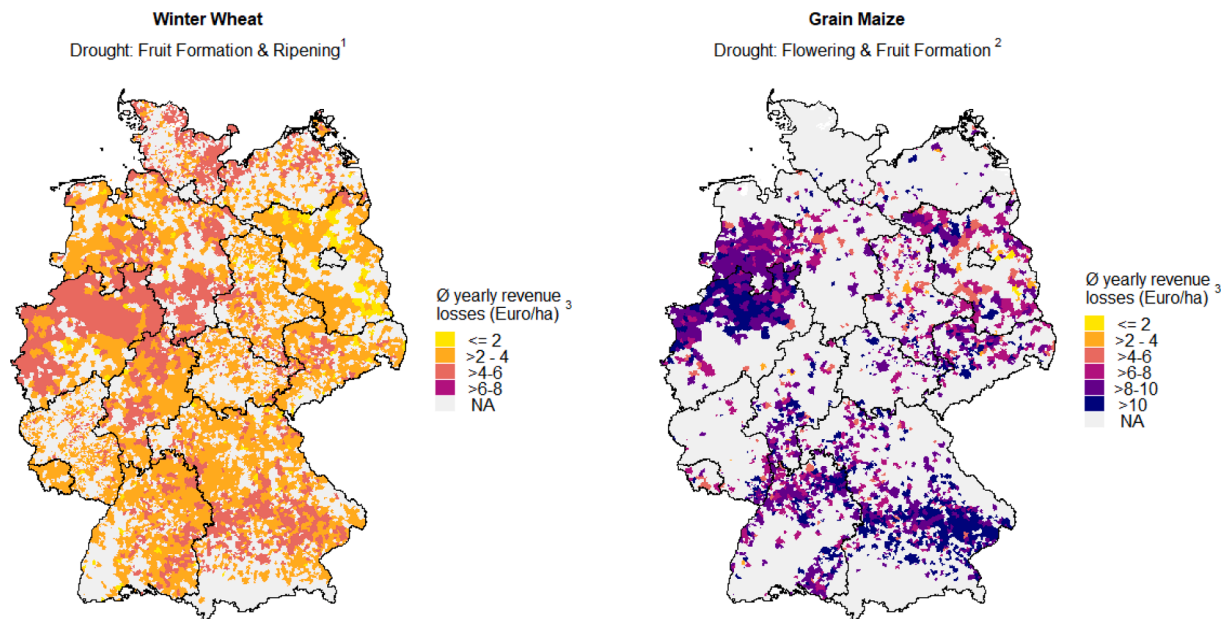 Winter Wheat
Drought: Fruit Formation & Ripening1
Ø yearly revenue 3
losses (Euro/ha)
<= 2
>2 - 4
>4-6
>6-8
NA
Grain Maize
Drought: Flowering & Fruit Formation 2
Ø yearly revenue 3
losses (Euro/ha)
<= 2
>2 - 4
>4-6
>6-8
>8-10
>10
NA